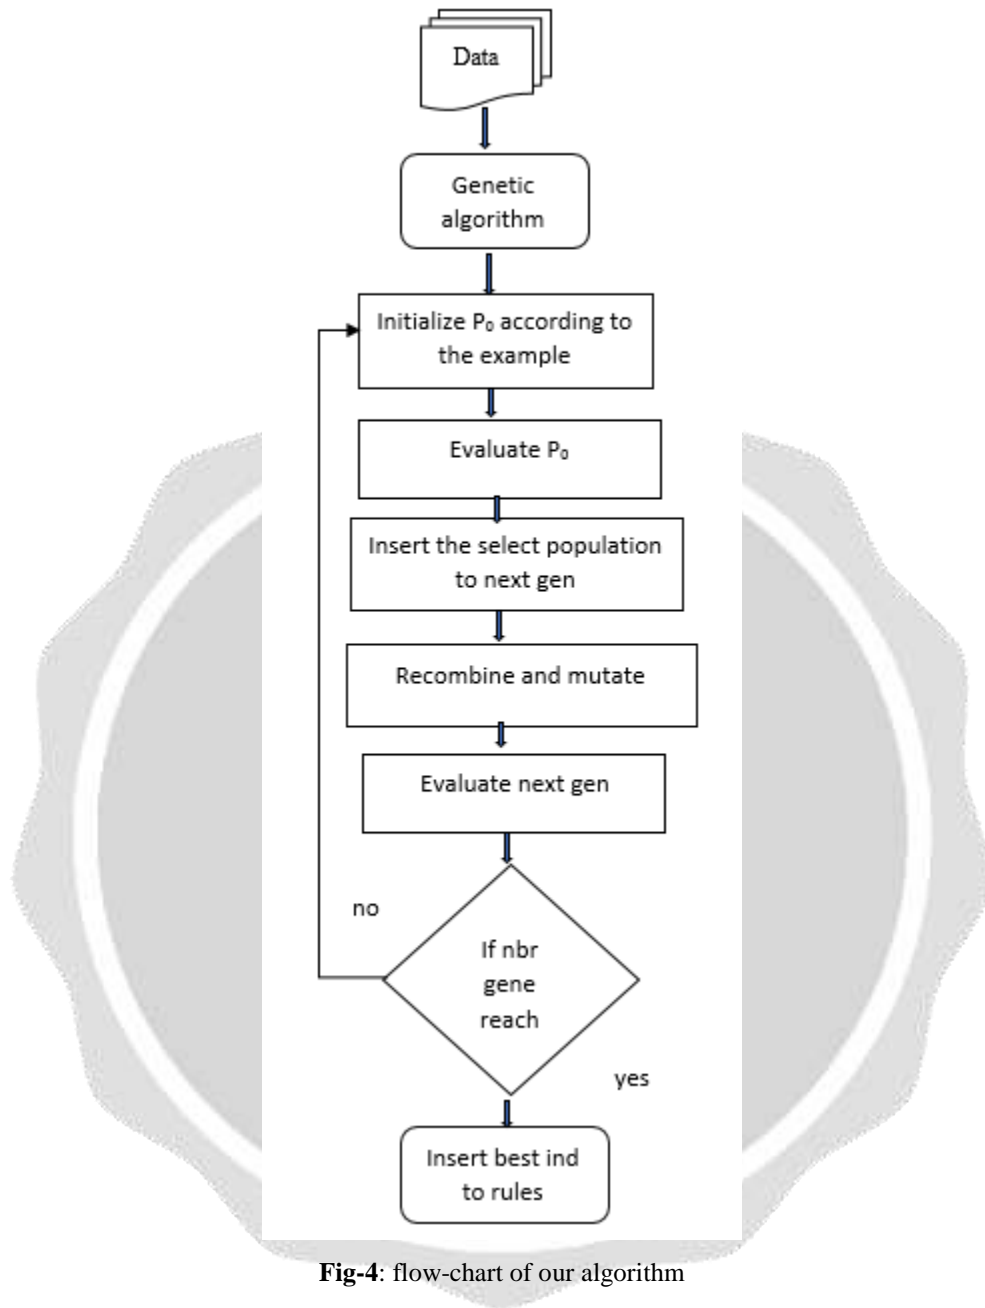 Data
Genetic
algorithm
Initialize P₀ according to
the example
Evaluate P₀
Insert the select population
to next gen
Recombine and mutate
Evaluate next gen
no
If nbr
gene
reach
yes
Insert best ind
to rules
Fig-4: flow-chart of our algorithm